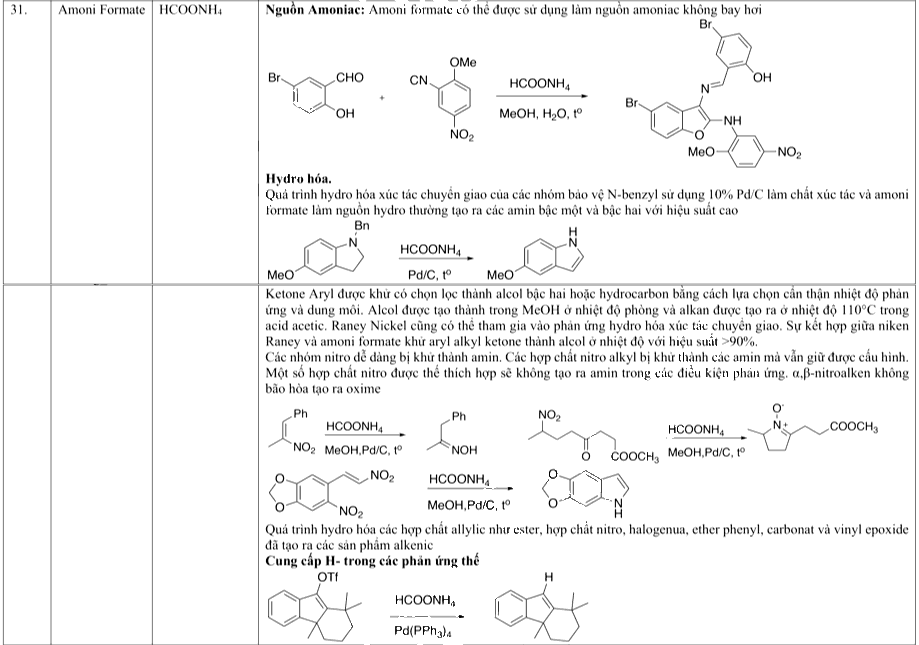 31. Amoni Formate HCOONH₄ Nguồn Amoniac: Amoni formate có thể được sử dụng làm nguồn amoniac không bay hơi
Br CHO OH
+
CN OMe NO₂
HCOONH₄
MeOH, H₂O, tº
Br OH N Br NH O MeO NO₂
Hydro hóa.
Quá trình hydro hóa xúc tác chuyển giao của các nhóm bảo vệ N-benzyl sử dụng 10% Pd/C làm chất xúc tác và amoni
formate làm nguồn hydro thường tạo ra các amin bậc một và bậc hai với hiệu suất cao
Bn N MeO
HCOONH₄
Pd/C, tº
H N MeO
Ketone Aryl được khử có chọn lọc thành alcol bậc hai hoặc hydrocarbon bằng cách lựa chọn cẩn thận nhiệt độ phản
ứng và dung môi. Alcol được tạo thành trong MeOH ở nhiệt độ phòng và alkan được tạo ra ở nhiệt độ 110°C trong
acid acetic. Raney Nickel cũng có thể tham gia vào phản ứng hydro hóa xúc tác chuyển giao. Sự kết hợp giữa niken
Raney và amoni formate khử aryl alkyl ketone thành alcol ở nhiệt độ với hiệu suất >90%.
Các nhóm nitro dễ dàng bị khử thành amin. Các hợp chất nitro alkyl bị khử thành các amin mà vẫn giữ được cấu hình.
Một số hợp chất nitro được thế thích hợp sẽ không tạo ra amin trong các điều kiện phản ứng. α,β-nitroalken không
bão hòa tạo ra oxime
Ph NO₂
HCOONH₄
MeOH,Pd/C, tº
Ph NOH
NO₂ O COOCH₃
HCOONH₄
MeOH,Pd/C, tº
O⁻ N⁺ COOCH₃
O O NO₂ NO₂
HCOONH₄
MeOH,Pd/C, tº
O O N H
Quá trình hydro hóa các hợp chất allylic như ester, hợp chất nitro, halogenua, ether phenyl, carbonat và vinyl epoxide
đã tạo ra các sản phẩm alkenic
Cung cấp H- trong các phản ứng thế
OTf
HCOONH₄
Pd(PPh₃)₄
H